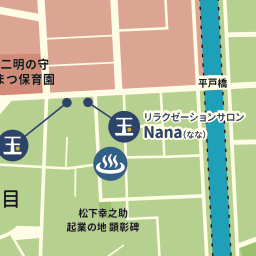 二明の守
まつ保育園
平戸橋
玉
リラクゼーションサロン
Nana(なな)
玉
目
松下幸之助
起業の地 顕彰碑